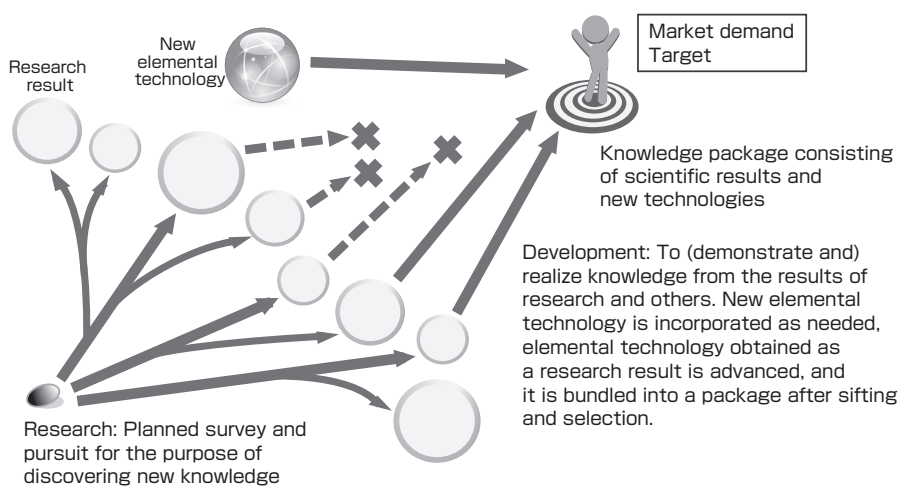 Research
result
New
elemental
technology
Market demand
Target
Knowledge package consisting
of scientific results and
new technologies
Development: To (demonstrate and)
realize knowledge from the results of
research and others. New elemental
technology is incorporated as needed,
elemental technology obtained as
a research result is advanced, and
it is bundled into a package after sifting
and selection.
Research: Planned survey and
pursuit for the purpose of
discovering new knowledge